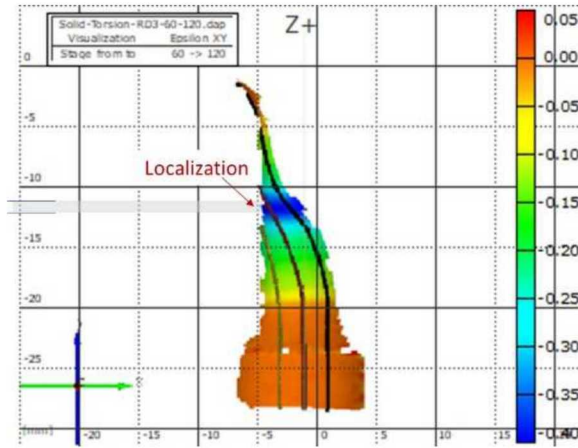 Solid-Torsion-RD3-60-120.dap
Visualization Epsilon XY
Stage from to 60 -> 120
Z+
0
-5
Localization
-10
-15
-20
-25
[mm] -20 -15 -10 -5 0 5 10
0.05
0.00
-0.05
-0.10
-0.15
-0.20
-0.25
-0.30
-0.35
-0.40